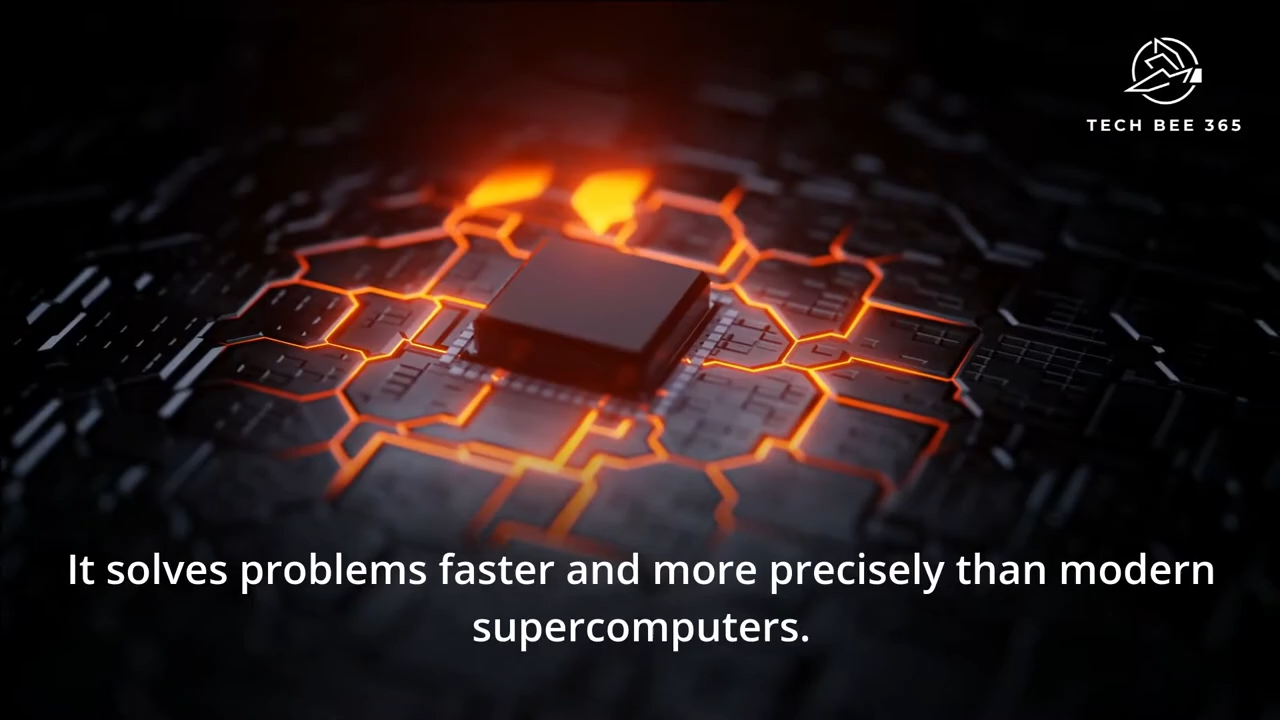 TECH BEE 365
It solves problems faster and more precisely than modern
supercomputers.